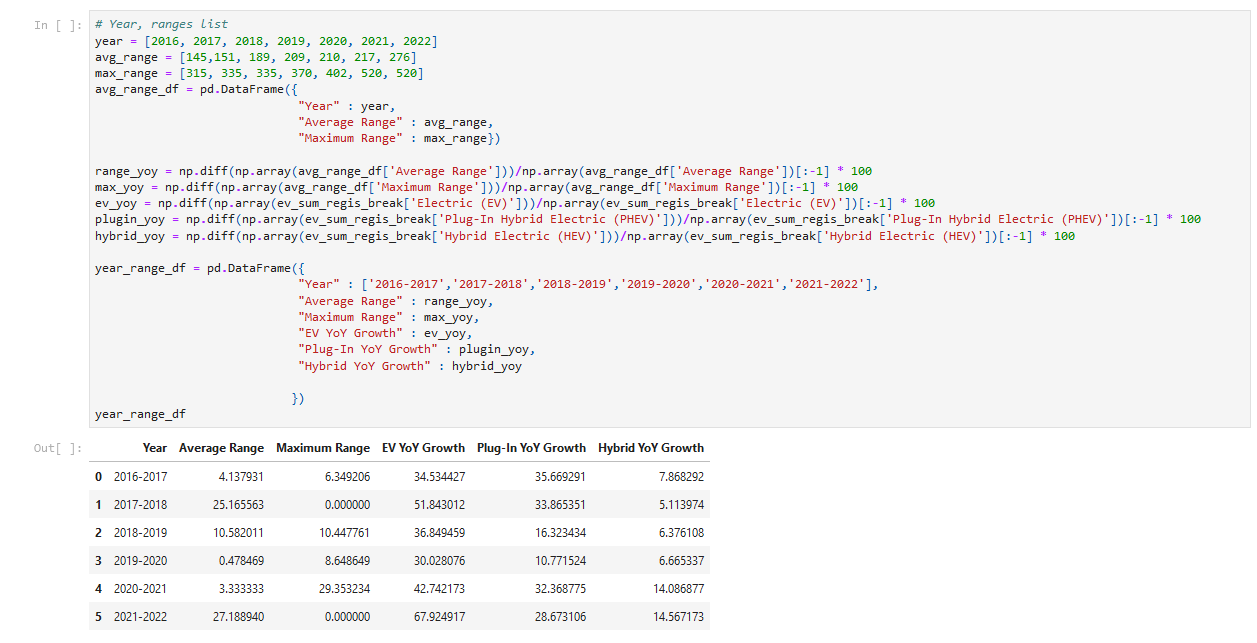 In [ ]:
# Year, ranges list
year = [2016, 2017, 2018, 2019, 2020, 2021, 2022]
avg_range = [145,151, 189, 209, 210, 217, 276]
max_range = [315, 335, 335, 370, 402, 520, 520]
avg_range_df = pd.DataFrame({
"Year" : year,
"Average Range" : avg_range,
"Maximum Range" : max_range})
range_yoy = np.diff(np.array(avg_range_df['Average Range']))/np.array(avg_range_df['Average Range'])[:-1] * 100
max_yoy = np.diff(np.array(avg_range_df['Maximum Range']))/np.array(avg_range_df['Maximum Range'])[:-1] * 100
ev_yoy = np.diff(np.array(ev_sum_regis_break['Electric (EV)']))/np.array(ev_sum_regis_break['Electric (EV)'])[:-1] * 100
plugin_yoy = np.diff(np.array(ev_sum_regis_break['Plug-In Hybrid Electric (PHEV)']))/np.array(ev_sum_regis_break['Plug-In Hybrid Electric (PHEV)'])[:-1] * 100
hybrid_yoy = np.diff(np.array(ev_sum_regis_break['Hybrid Electric (HEV)']))/np.array(ev_sum_regis_break['Hybrid Electric (HEV)'])[:-1] * 100
year_range_df = pd.DataFrame({
"Year" : ['2016-2017','2017-2018','2018-2019','2019-2020','2020-2021','2021-2022'],
"Average Range" : range_yoy,
"Maximum Range" : max_yoy,
"EV YoY Growth" : ev_yoy,
"Plug-In YoY Growth" : plugin_yoy,
"Hybrid YoY Growth" : hybrid_yoy
})
year_range_df
Out[ ]:
Year Average Range Maximum Range EV YoY Growth Plug-In YoY Growth Hybrid YoY Growth
0 2016-2017 4.137931 6.349206 34.534427 35.669291 7.868292
1 2017-2018 25.165563 0.000000 51.843012 33.865351 5.113974
2 2018-2019 10.582011 10.447761 36.849459 16.323434 6.376108
3 2019-2020 0.478469 8.648649 30.028076 10.771524 6.665337
4 2020-2021 3.333333 29.353234 42.742173 32.368775 14.086877
5 2021-2022 27.188940 0.000000 67.924917 28.673106 14.567173